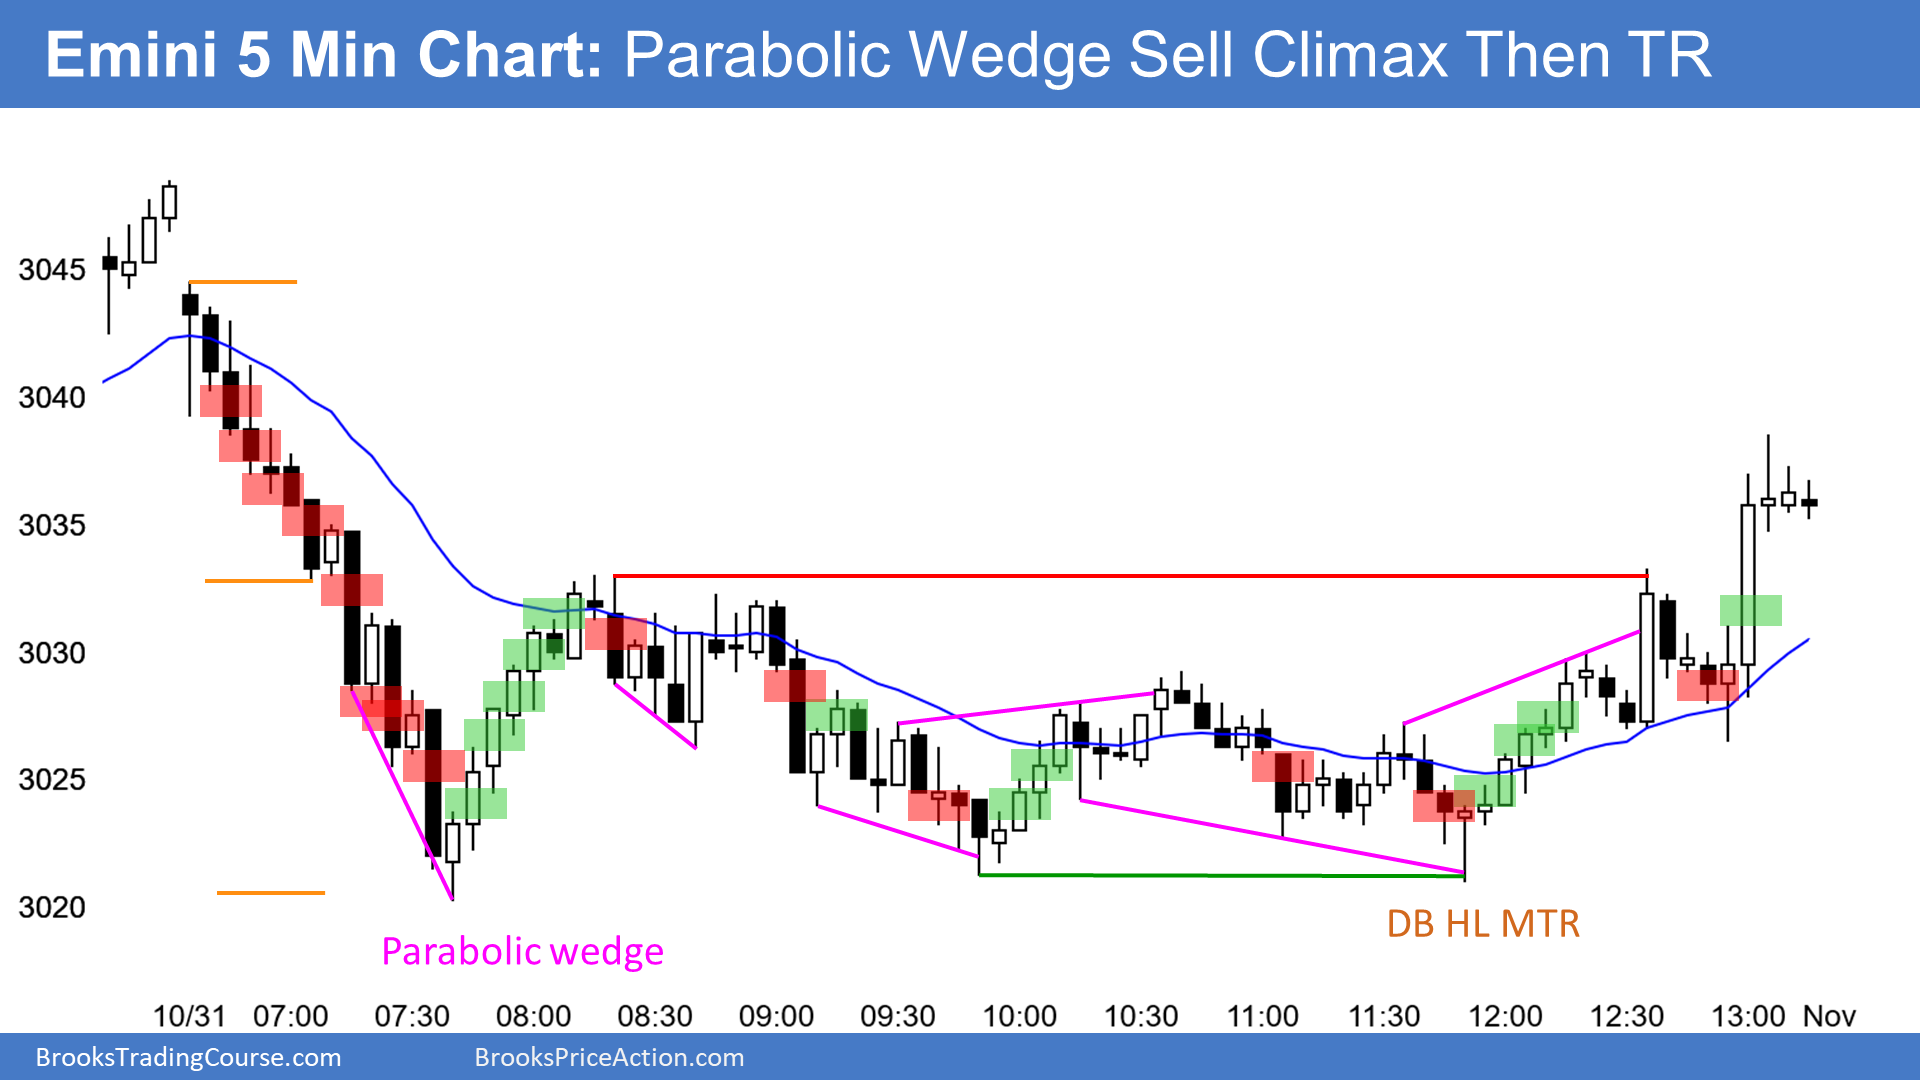 Emini 5 Min Chart: Parabolic Wedge Sell Climax Then TR
3045
3040
3035
3030
3025
3020
Parabolic wedge
DB HL MTR
10/31 07:00 07:30 08:00 08:30 09:00 09:30 10:00 10:30 11:00 11:30 12:00 12:30 13:00 Nov
BrooksTradingCourse.com BrooksPriceAction.com